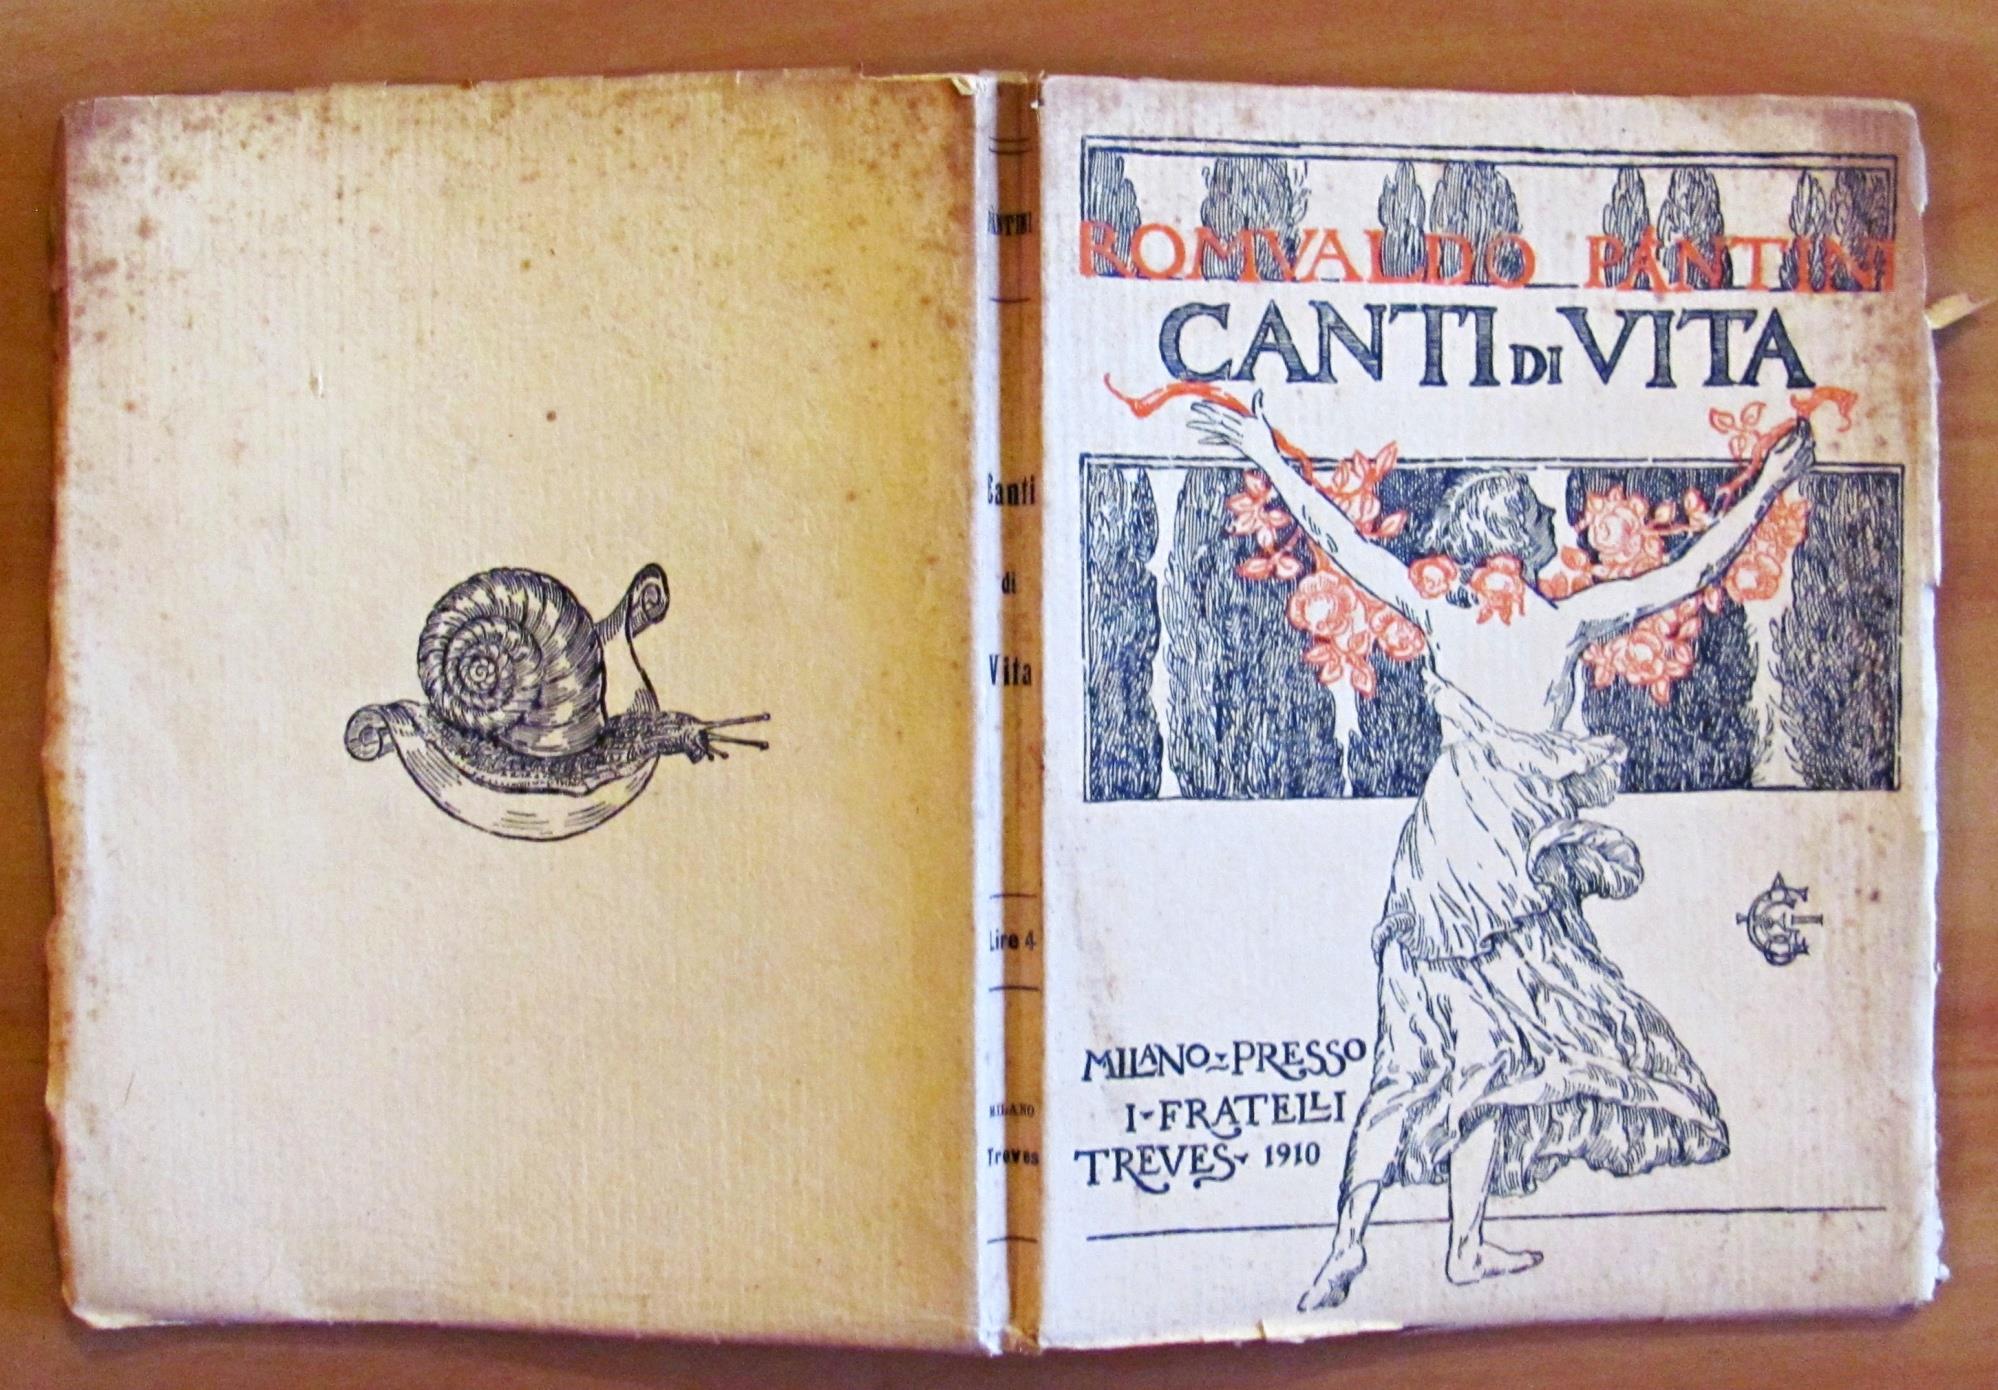 PANTINI
Canti
di
Vita
Lire 4
MILANO
Treves
ROMVALDO PANTINI
CANTI DI VITA
MILANO PRESSO
I FRATELLI
TREVES 1910